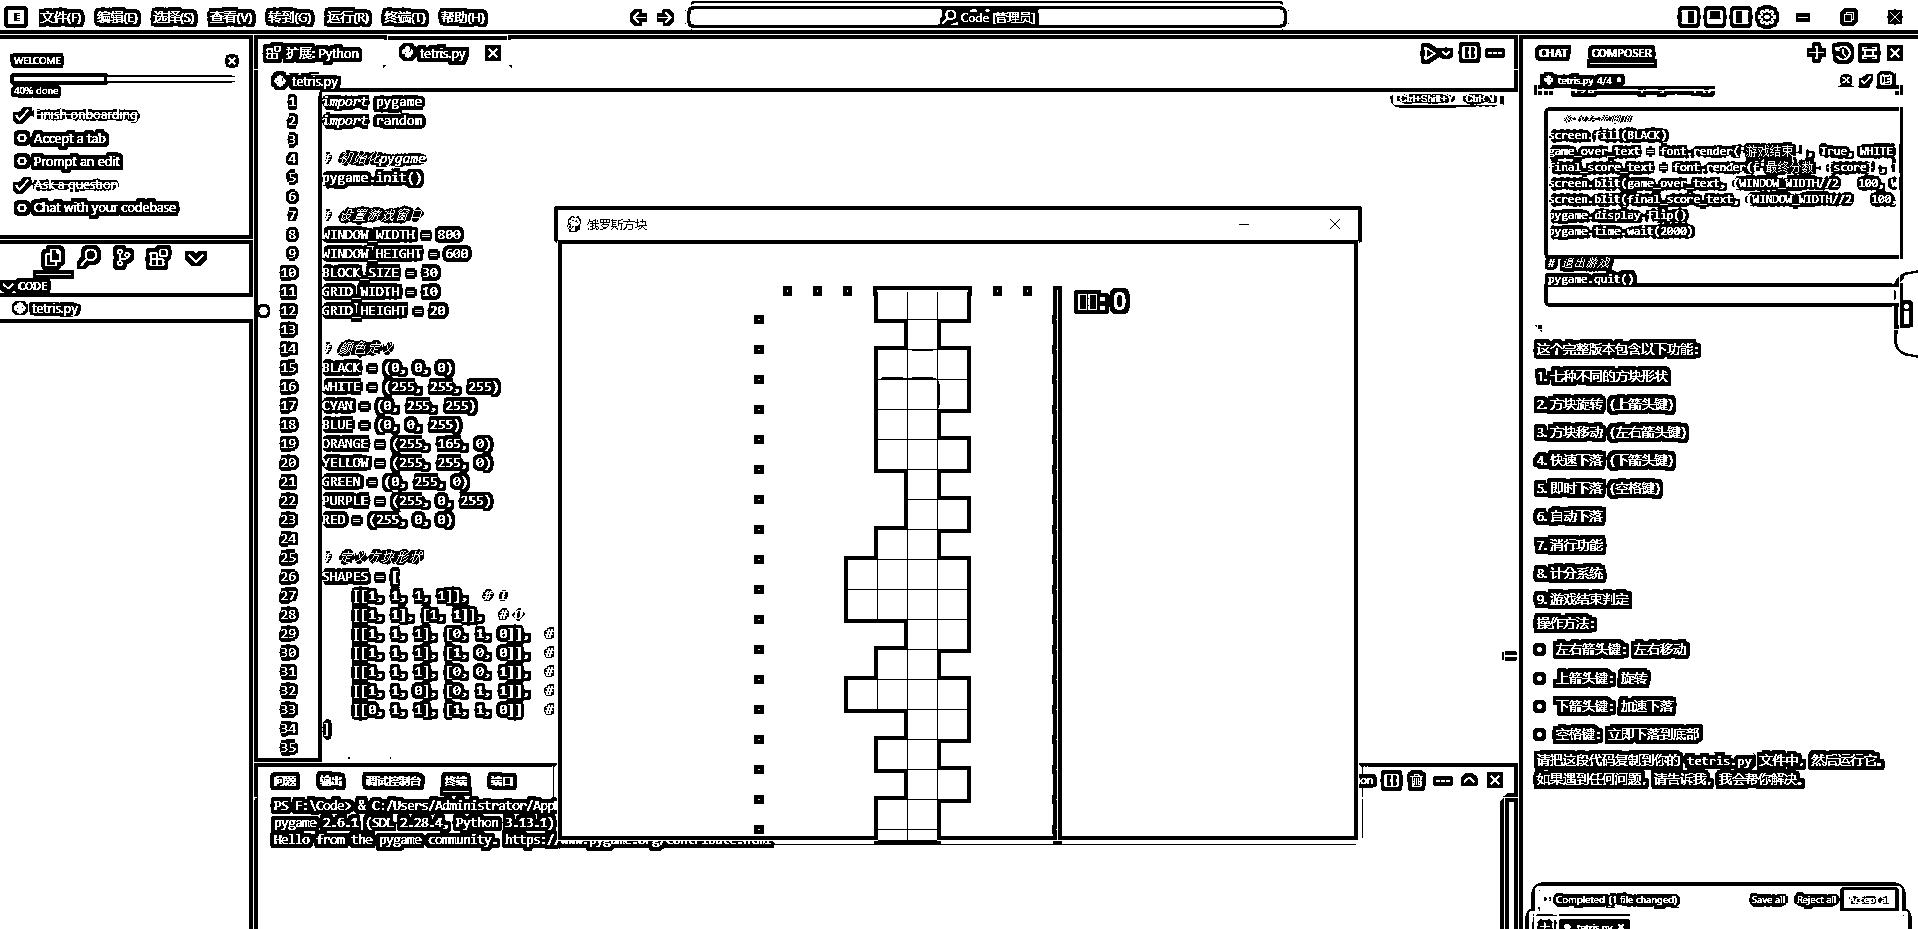 文件(F) 编辑(E) 选择(S) 查看(V) 转到(G) 运行(R) 终端(T) 帮助(H)
Code [管理员]
WELCOME
40% done
Finish onboarding
Accept a tab
Prompt an edit
Ask a question
Chat with your codebase
CODE
tetris.py
扩展: Python tetris.py
tetris.py
1 import pygame
2 import random
3
4 # 初始化pygame
5 pygame.init()
6
7 # 设置游戏窗口
8 WINDOW_WIDTH = 800
9 WINDOW_HEIGHT = 600
10 BLOCK_SIZE = 30
11 GRID_WIDTH = 10
12 GRID_HEIGHT = 20
13
14 # 颜色定义
15 BLACK = (0, 0, 0)
16 WHITE = (255, 255, 255)
17 CYAN = (0, 255, 255)
18 BLUE = (0, 0, 255)
19 ORANGE = (255, 165, 0)
20 YELLOW = (255, 255, 0)
21 GREEN = (0, 255, 0)
22 PURPLE = (255, 0, 255)
23 RED = (255, 0, 0)
24
25 # 定义方块形状
26 SHAPES = [
27 [[1, 1, 1, 1]], # I
28 [[1, 1], [1, 1]], # O
29 [[1, 1, 1], [0, 1, 0]], #
30 [[1, 1, 1], [1, 0, 0]], #
31 [[1, 1, 1], [0, 0, 1]], #
32 [[1, 1, 0], [0, 1, 1]], #
33 [[0, 1, 1], [1, 1, 0]] #
34 ]
35
俄罗斯方块
:0
问题 输出 调试控制台 终端 端口
PS F:\Code> & C:/Users/Administrator/App
pygame 2.6.1 (SDL 2.28.4, Python 3.13.1)
Hello from the pygame community. https://www.pygame.org/contribute.html
CHAT COMPOSER
tetris.py 4/4
screen.fill(BLACK)
game_over_text = font.render('游戏结束', True, WHITE
final_score_text = font.render(f'最终分数: {score}',
screen.blit(game_over_text, (WINDOW_WIDTH//2 - 100,
screen.blit(final_score_text, (WINDOW_WIDTH//2 - 100,
pygame.display.flip()
pygame.time.wait(2000)
# 退出游戏
pygame.quit()
这个完整版本包含以下功能:
1. 七种不同的方块形状
2. 方块旋转 (上箭头键)
3. 方块移动 (左右箭头键)
4. 快速下落 (下箭头键)
5. 即时下落 (空格键)
6. 自动下落
7. 消行功能
8. 计分系统
9. 游戏结束判定
操作方法:
左右箭头键: 左右移动
上箭头键: 旋转
下箭头键: 加速下落
空格键: 立即下落到底部
请把这段代码复制到你的 tetris.py 文件中, 然后运行它。
如果遇到任何问题, 请告诉我, 我会帮你解决。
Completed (1 file changed) Save all Reject all Accept all
tetris.py